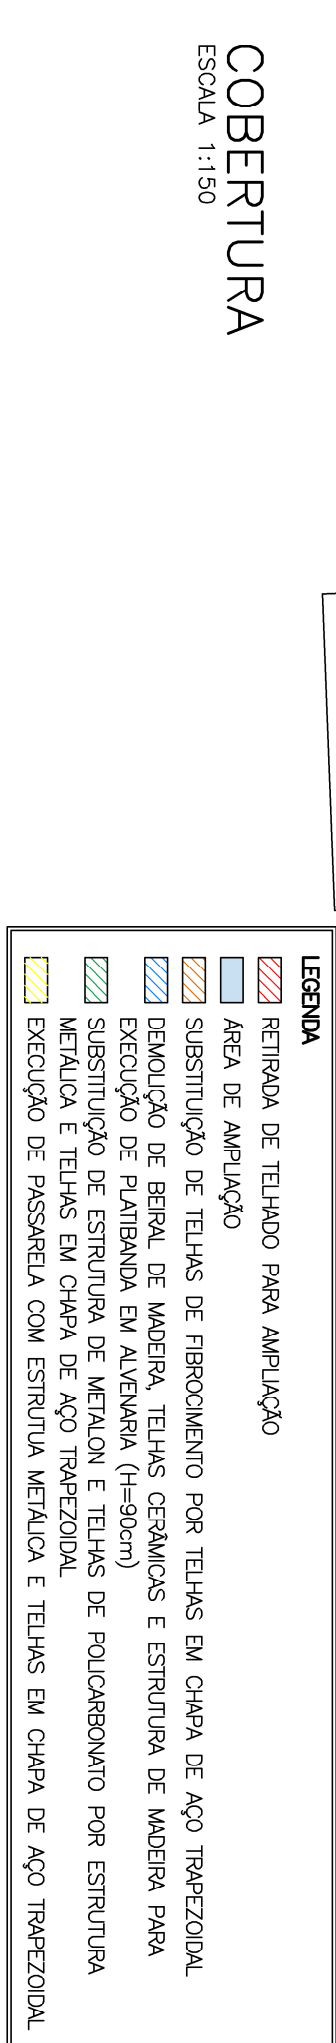 COBERTURA
ESCALA 1:150
LEGENDA
RETIRADA DE TELHADO PARA AMPLIAÇÃO
ÁREA DE AMPLIAÇÃO
SUBSTITUIÇÃO DE TELHAS DE FIBROCIMENTO POR TELHAS EM CHAPA DE AÇO TRAPEZOIDAL
DEMOLIÇÃO DE BEIRAL DE MADEIRA, TELHAS CERÂMICAS E ESTRUTURA DE MADEIRA PARA
EXECUÇÃO DE PLATIBANDA EM ALVENARIA (H=90cm)
SUBSTITUIÇÃO DE ESTRUTURA DE METALON E TELHAS DE POLICARBONATO POR ESTRUTURA
METÁLICA E TELHAS EM CHAPA DE AÇO TRAPEZOIDAL
EXECUÇÃO DE PASSARELA COM ESTRUTUA METÁLICA E TELHAS EM CHAPA DE AÇO TRAPEZOIDAL